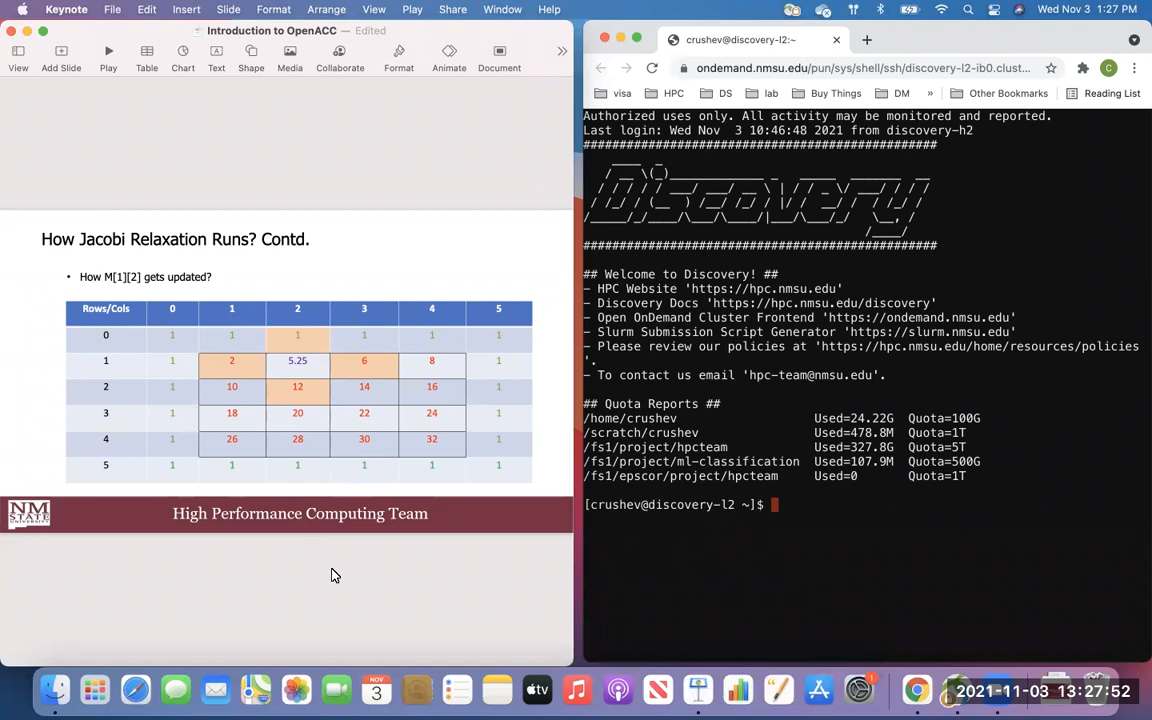 Keynote File Edit Insert Slide Format Arrange View Play Share Window Help Wed Nov 3 1:27 PM
Introduction to OpenACC — Edited
View Add Slide Play Table Chart Text Shape Media Collaborate Format Animate Document
How Jacobi Relaxation Runs? Contd.
• How M[1][2] gets updated?
Rows/Cols 0 1 2 3 4 5
0 1 1 1 1 1 1
1 1 2 5.25 6 8 1
2 1 10 12 14 16 1
3 1 18 20 22 24 1
4 1 26 28 30 32 1
5 1 1 1 1 1 1
NM
STATE
High Performance Computing Team
crushev@discovery-l2:~
ondemand.nmsu.edu/pun/sys/shell/ssh/discovery-l2-ib0.clust...
C
visa HPC DS lab Buy Things DM » Other Bookmarks Reading List
Authorized uses only. All activity may be monitored and reported.
Last login: Wed Nov 3 10:46:48 2021 from discovery-h2
#################################################
Discovery
#################################################
## Welcome to Discovery! ##
- HPC Website 'https://hpc.nmsu.edu'
- Discovery Docs 'https://hpc.nmsu.edu/discovery'
- Open OnDemand Cluster Frontend 'https://ondemand.nmsu.edu'
- Slurm Submission Script Generator 'https://slurm.nmsu.edu'
- Please review our policies at 'https://hpc.nmsu.edu/home/resources/policies
'.
- To contact us email 'hpc-team@nmsu.edu'.
## Quota Reports ##
/home/crushev Used=24.22G Quota=100G
/scratch/crushev Used=478.8M Quota=1T
/fs1/project/hpcteam Used=327.8G Quota=5T
/fs1/project/ml-classification Used=107.9M Quota=500G
/fs1/epscor/project/hpcteam Used=0 Quota=1T
[crushev@discovery-l2 ~]$
NOV
3
tv
1
2021-11-03 13:27:52